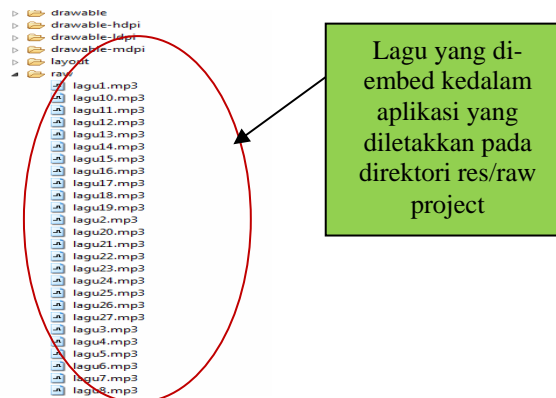 drawable
drawable-hdpi
drawable-ldpi
drawable-mdpi
layout
raw
lagu1.mp3
lagu10.mp3
lagu11.mp3
lagu12.mp3
lagu13.mp3
lagu14.mp3
lagu15.mp3
lagu16.mp3
lagu17.mp3
lagu18.mp3
lagu19.mp3
lagu2.mp3
lagu20.mp3
lagu21.mp3
lagu22.mp3
lagu23.mp3
lagu24.mp3
lagu25.mp3
lagu26.mp3
lagu27.mp3
lagu3.mp3
lagu4.mp3
lagu5.mp3
lagu6.mp3
lagu7.mp3
lagu8.mp3
Lagu yang di-
embed kedalam
aplikasi yang
diletakkan pada
direktori res/raw
project